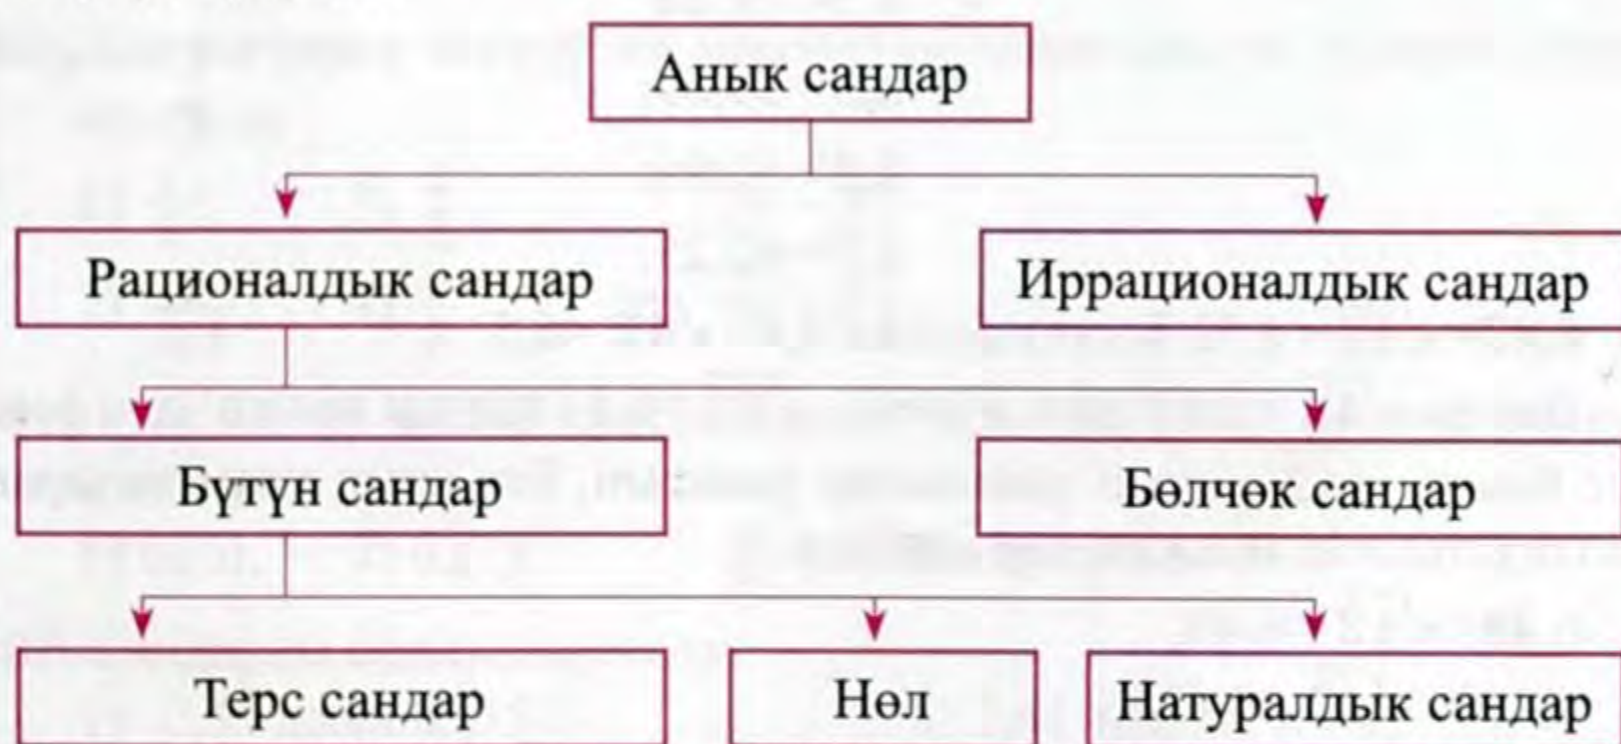 Анык сандар
Рационалдык сандар
Иррационалдык сандар
Бүтүн сандар
Бөлчөк сандар
Терс сандар
Нөл
Натуралдык сандар